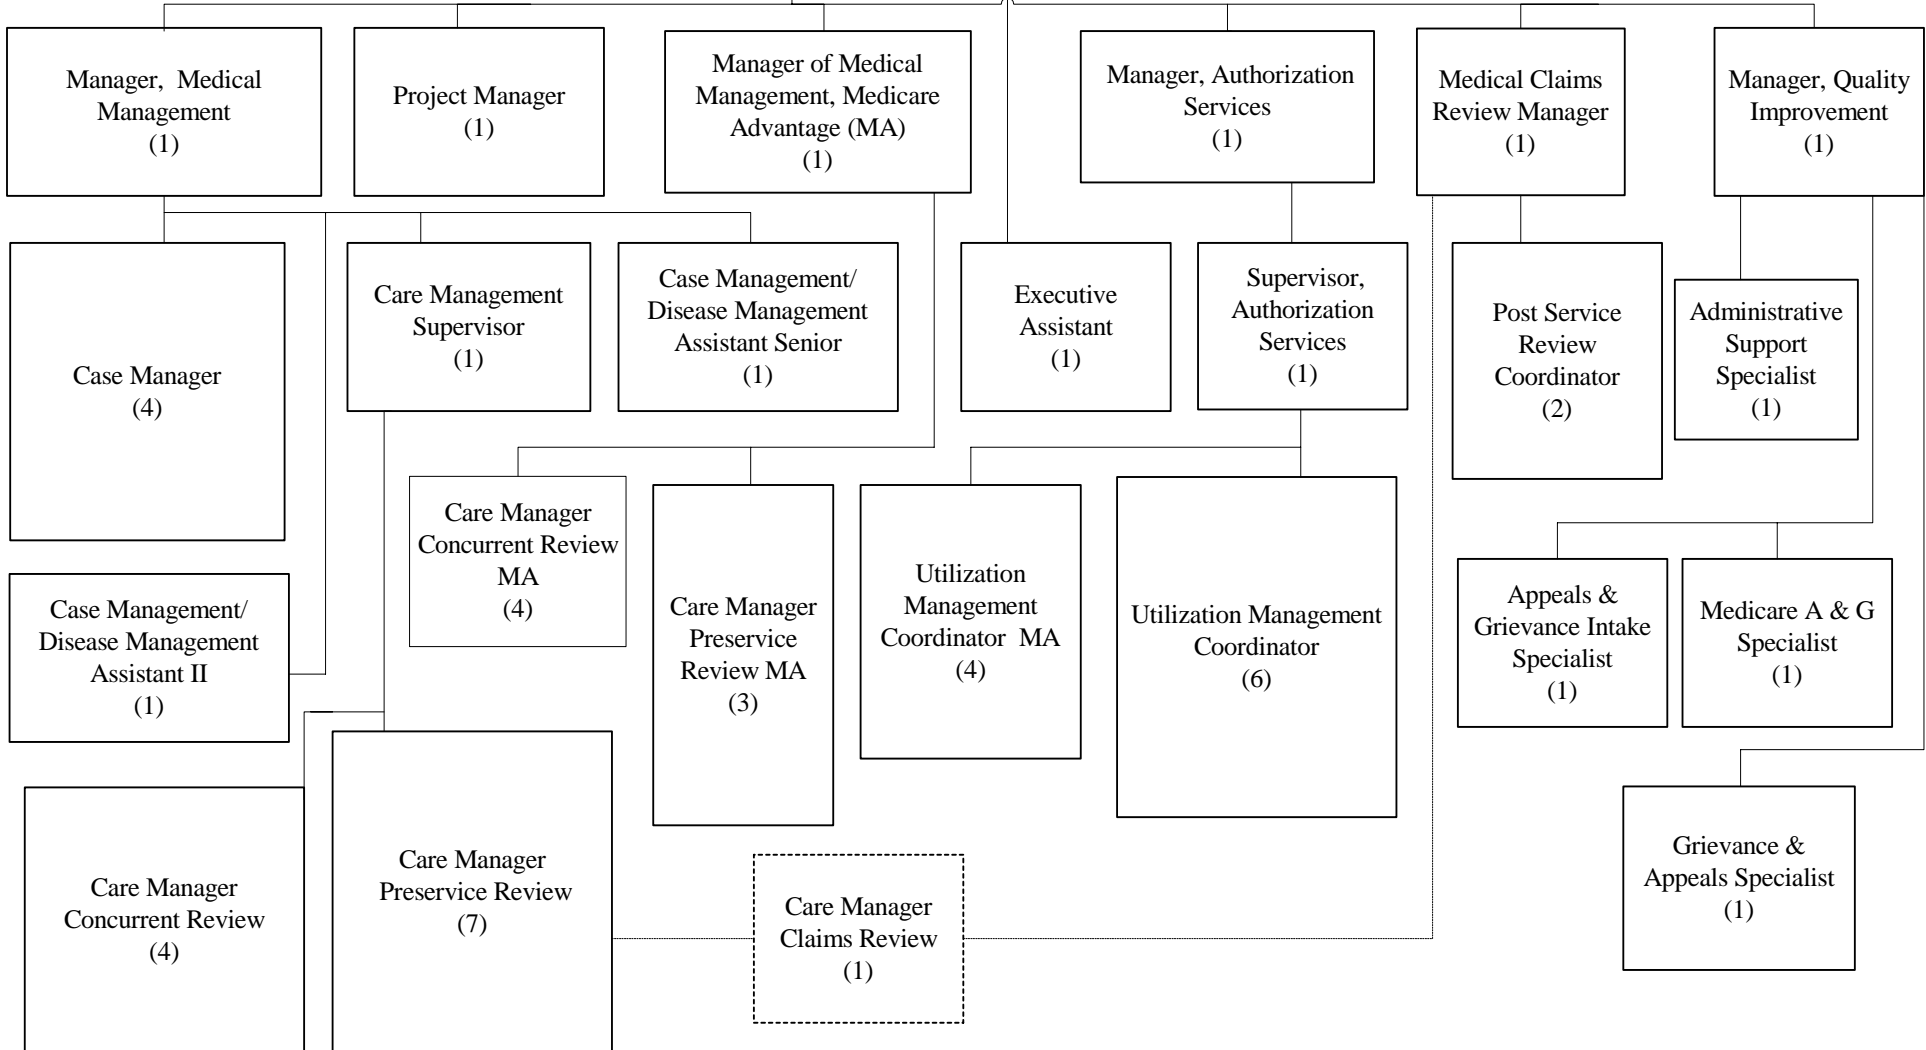 Manager, Medical
Management
(1)
Project Manager
(1)
Manager of Medical
Management, Medicare
Advantage (MA)
(1)
Manager, Authorization
Services
(1)
Medical Claims
Review Manager
(1)
Manager, Quality
Improvement
(1)
Case Manager
(4)
Care Management
Supervisor
(1)
Case Management/
Disease Management
Assistant Senior
(1)
Executive
Assistant
(1)
Supervisor,
Authorization
Services
(1)
Post Service
Review
Coordinator
(2)
Administrative
Support
Specialist
(1)
Case Management/
Disease Management
Assistant II
(1)
Care Manager
Concurrent Review
MA
(4)
Care Manager
Preservice
Review MA
(3)
Utilization
Management
Coordinator MA
(4)
Utilization Management
Coordinator
(6)
Appeals &
Grievance Intake
Specialist
(1)
Medicare A & G
Specialist
(1)
Care Manager
Concurrent Review
(4)
Care Manager
Preservice Review
(7)
Care Manager
Claims Review
(1)
Grievance &
Appeals Specialist
(1)